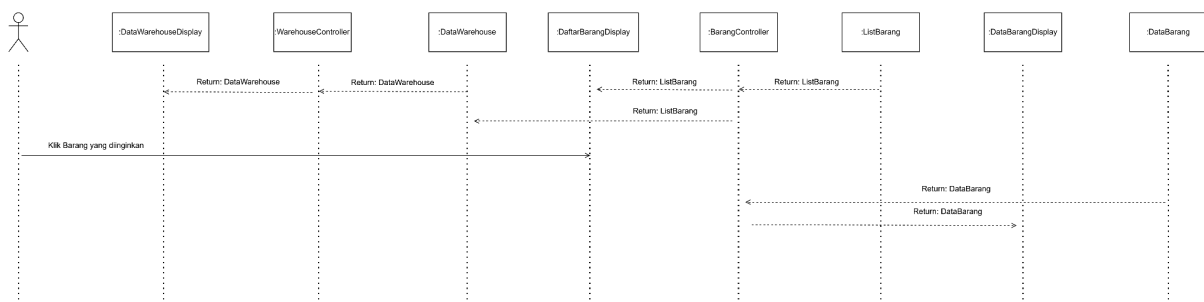 :DataWarehouseDisplay
:WarehouseController
:DataWarehouse
:DaftarBarangDisplay
:BarangController
:ListBarang
:DataBarangDisplay
:DataBarang
Return: DataWarehouse
Return: DataWarehouse
Return: ListBarang
Return: ListBarang
Return: ListBarang
Klik Barang yang diinginkan
Return: DataBarang
Return: DataBarang